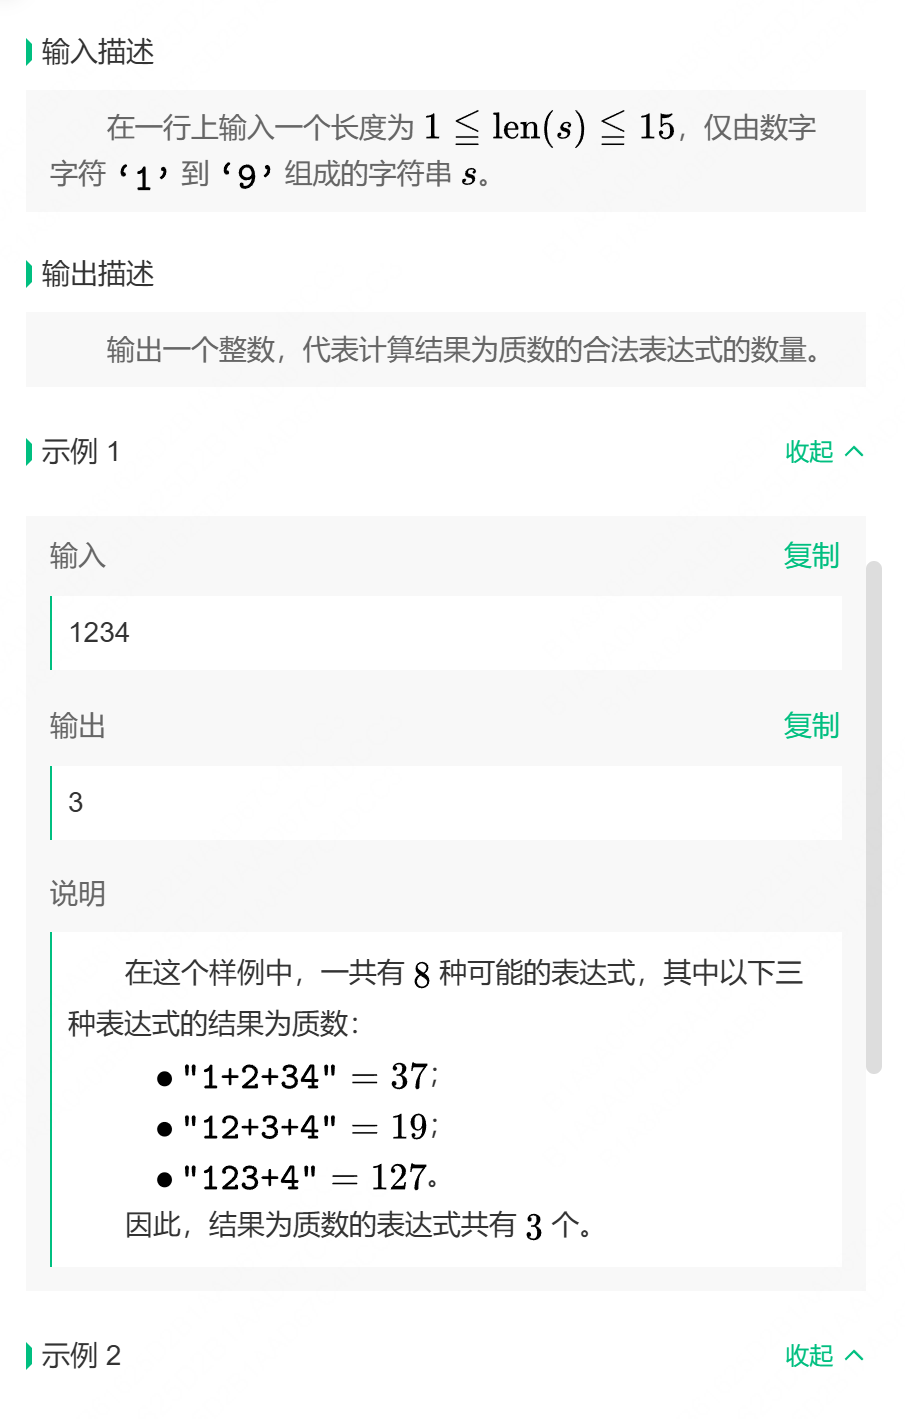 输入描述
在一行上输入一个长度为 1 ≦ len(s) ≦ 15，仅由数字
字符 ‘1’ 到 ‘9’ 组成的字符串 s。
输出描述
输出一个整数，代表计算结果为质数的合法表达式的数量。
示例 1
收起
输入
复制
1234
输出
复制
3
说明
在这个样例中，一共有 8 种可能的表达式，其中以下三
种表达式的结果为质数：
● "1+2+34" = 37；
● "12+3+4" = 19；
● "123+4" = 127。
因此，结果为质数的表达式共有 3 个。
示例 2
收起